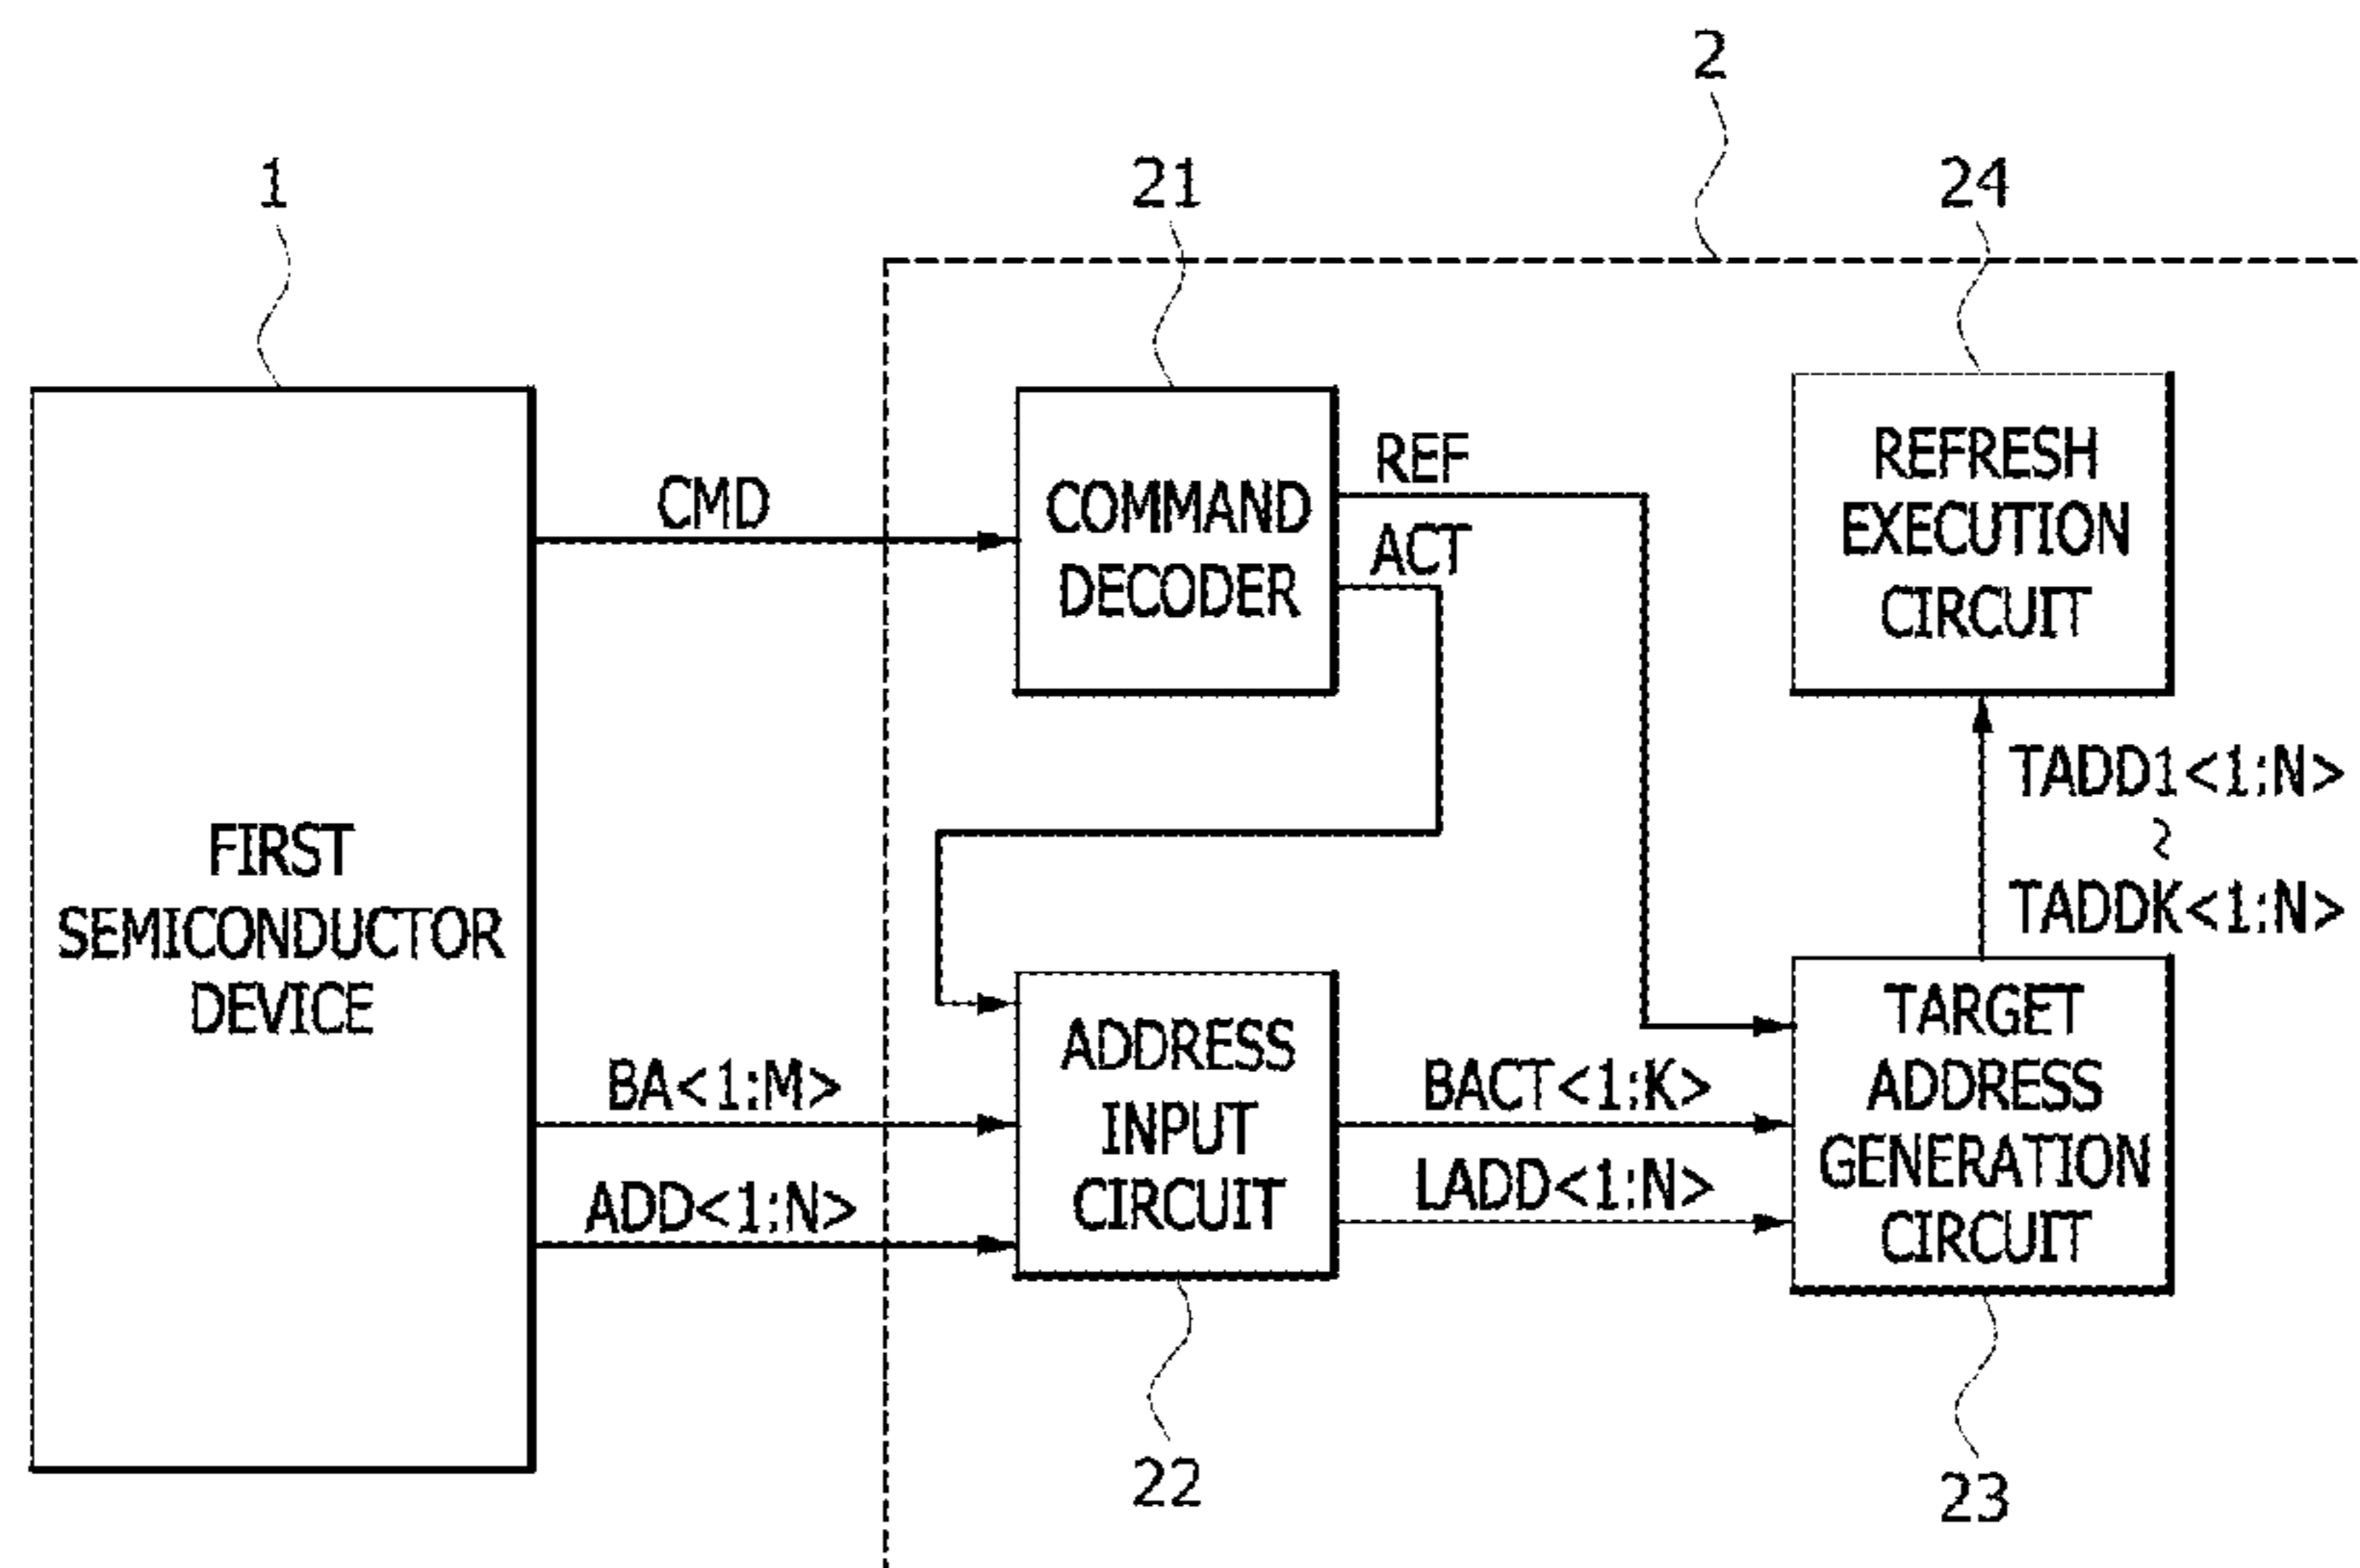 2
1
21
24
CMD
COMMAND
DECODER
REF
ACT
REFRESH
EXECUTION
CIRCUIT
FIRST
SEMICONDUCTOR
DEVICE
TADD1<1:N>
~
TADDK<1:N>
BA<1:M>
ADD<1:N>
ADDRESS
INPUT
CIRCUIT
BACT<1:K>
LADD<1:N>
TARGET
ADDRESS
GENERATION
CIRCUIT
22
23